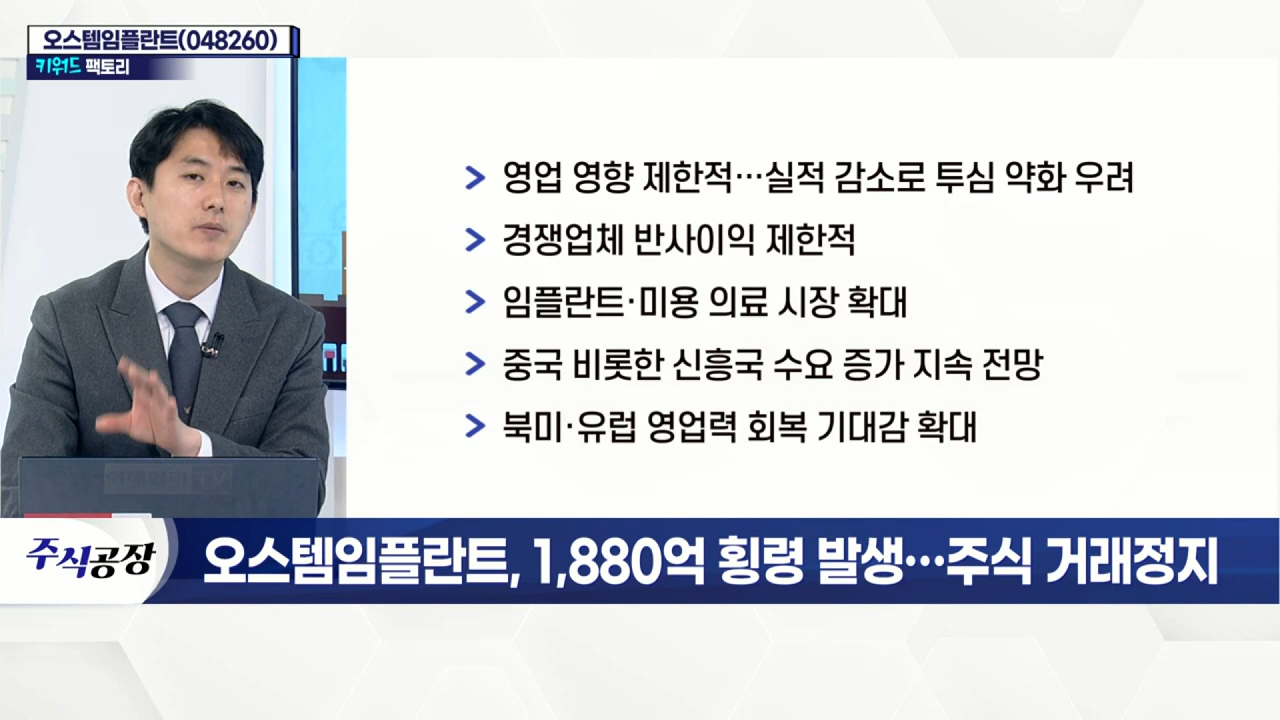 오스템임플란트(048260)
키워드 팩토리
> 영업 영향 제한적…실적 감소로 투심 약화 우려
> 경쟁업체 반사이익 제한적
> 임플란트·미용 의료 시장 확대
> 중국 비롯한 신흥국 수요 증가 지속 전망
> 북미·유럽 영업력 회복 기대감 확대
주식공장
오스템임플란트, 1,880억 횡령 발생…주식 거래정지